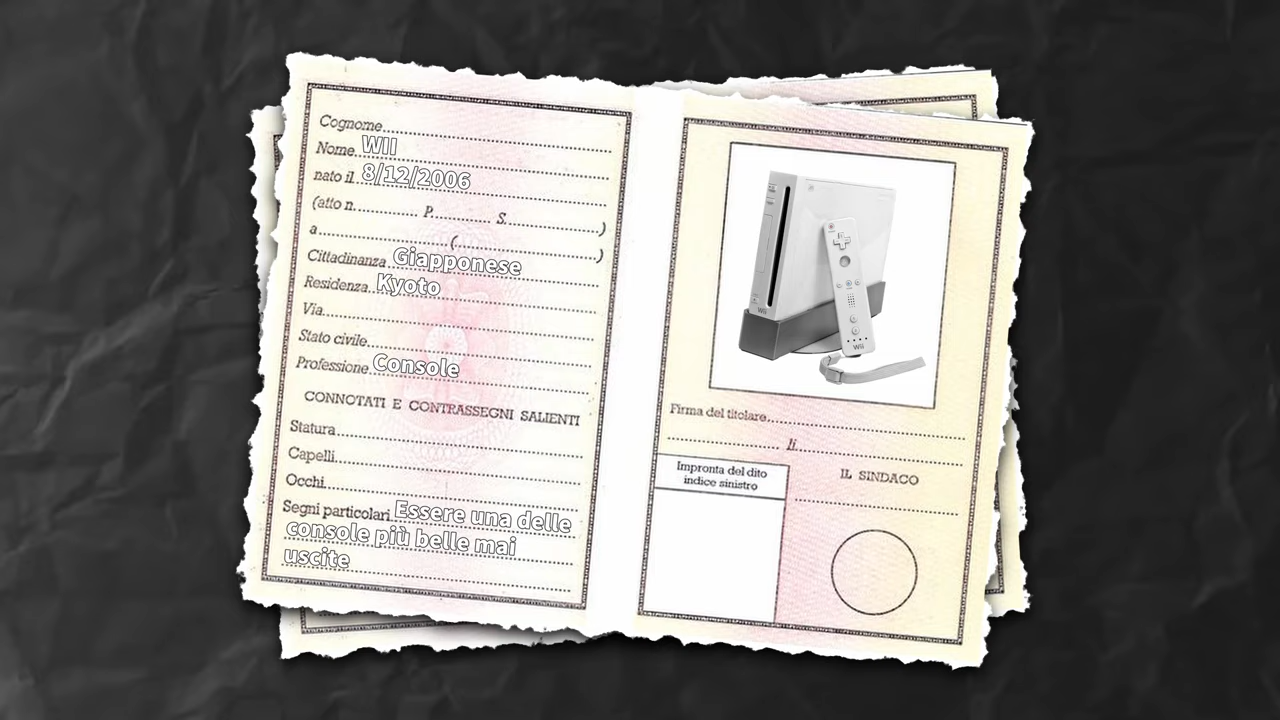 Cognome
Nome WII
nato il 8/12/2006
(atto n. P. S. )
a ( )
Cittadinanza Giapponese
Residenza Kyoto
Via
Stato civile
Professione Console
CONNOTATI E CONTRASSEGNI SALIENTI
Statura
Capelli
Occhi
Segni particolari Essere una delle
console più belle mai
uscite
Wii
Wii
Firma del titolare
li
Impronta del dito
indice sinistro
IL SINDACO